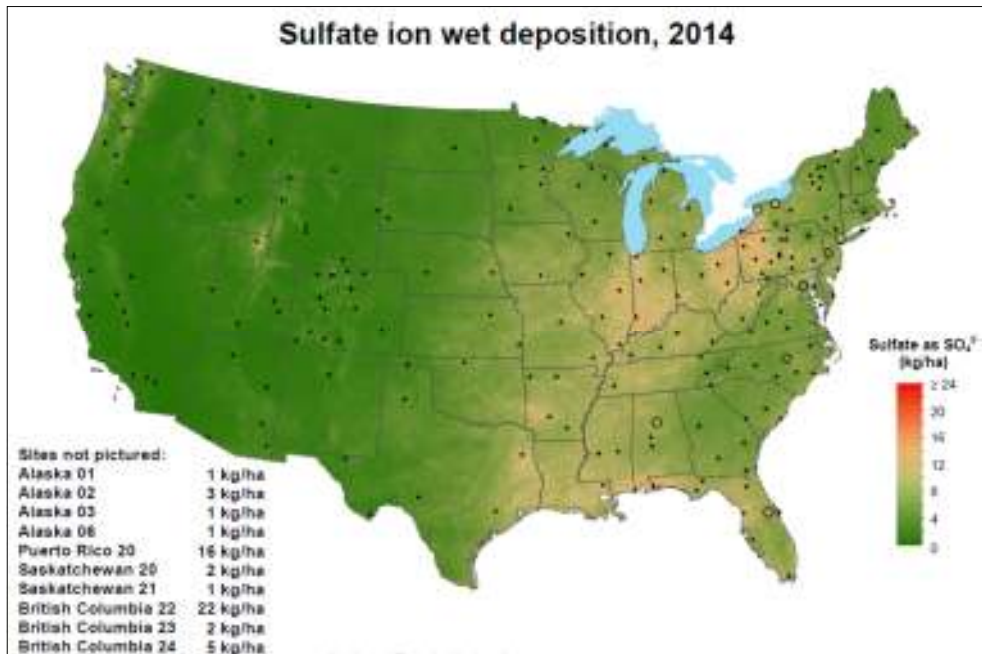 Sulfate ion wet deposition, 2014
Sulfate as SO₄²⁻
(kg/ha)
≥ 24
20
16
12
8
4
0
Sites not pictured:
Alaska 01 1 kg/ha
Alaska 02 3 kg/ha
Alaska 03 1 kg/ha
Alaska 06 1 kg/ha
Puerto Rico 20 16 kg/ha
Saskatchewan 20 2 kg/ha
Saskatchewan 21 1 kg/ha
British Columbia 22 22 kg/ha
British Columbia 23 2 kg/ha
British Columbia 24 5 kg/ha